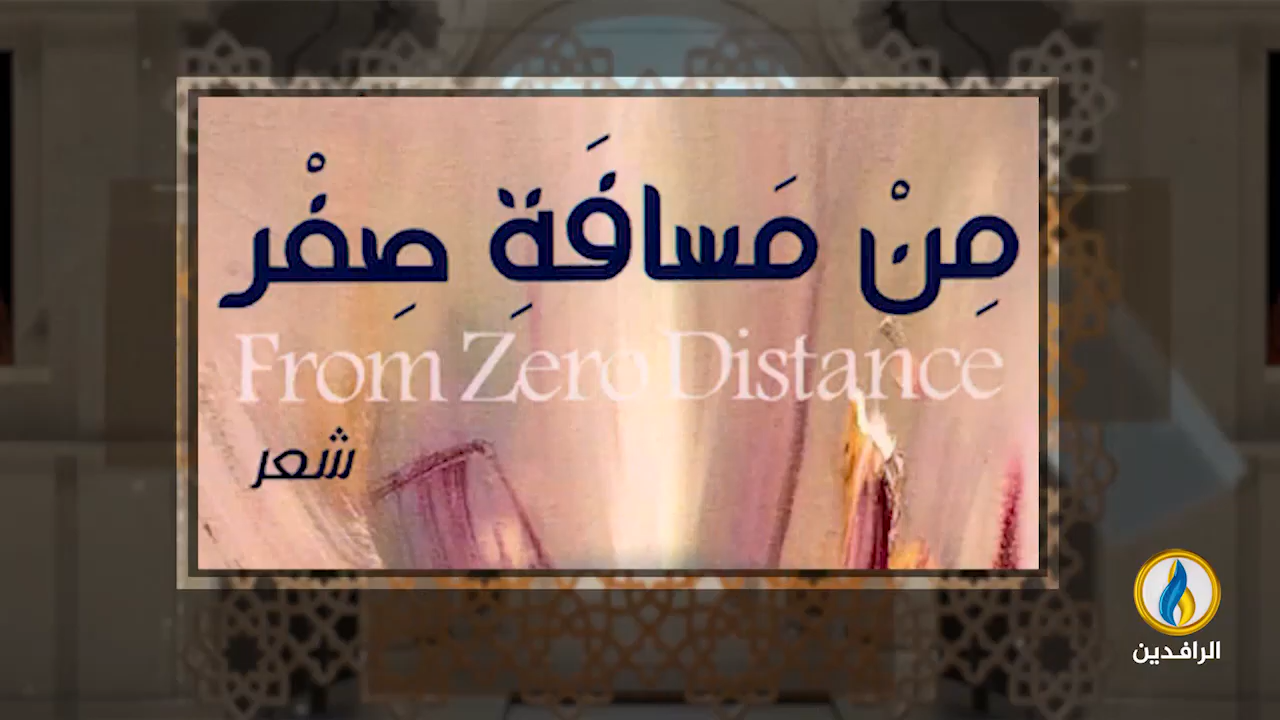 مِنْ مَسافَةِ صِفْر
From Zero Distance
شعر
الرافدين